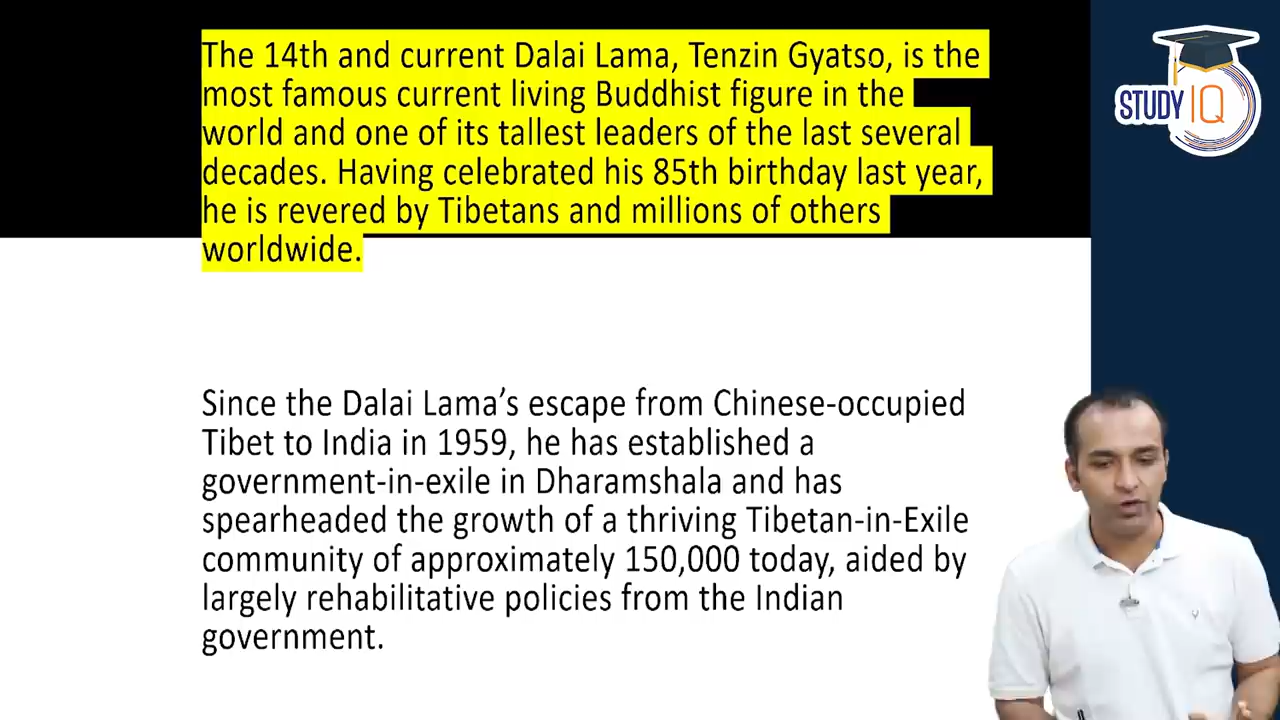 The 14th and current Dalai Lama, Tenzin Gyatso, is the
most famous current living Buddhist figure in the
world and one of its tallest leaders of the last several
decades. Having celebrated his 85th birthday last year,
he is revered by Tibetans and millions of others
worldwide.
STUDY IQ
Since the Dalai Lama’s escape from Chinese-occupied
Tibet to India in 1959, he has established a
government-in-exile in Dharamshala and has
spearheaded the growth of a thriving Tibetan-in-Exile
community of approximately 150,000 today, aided by
largely rehabilitative policies from the Indian
government.